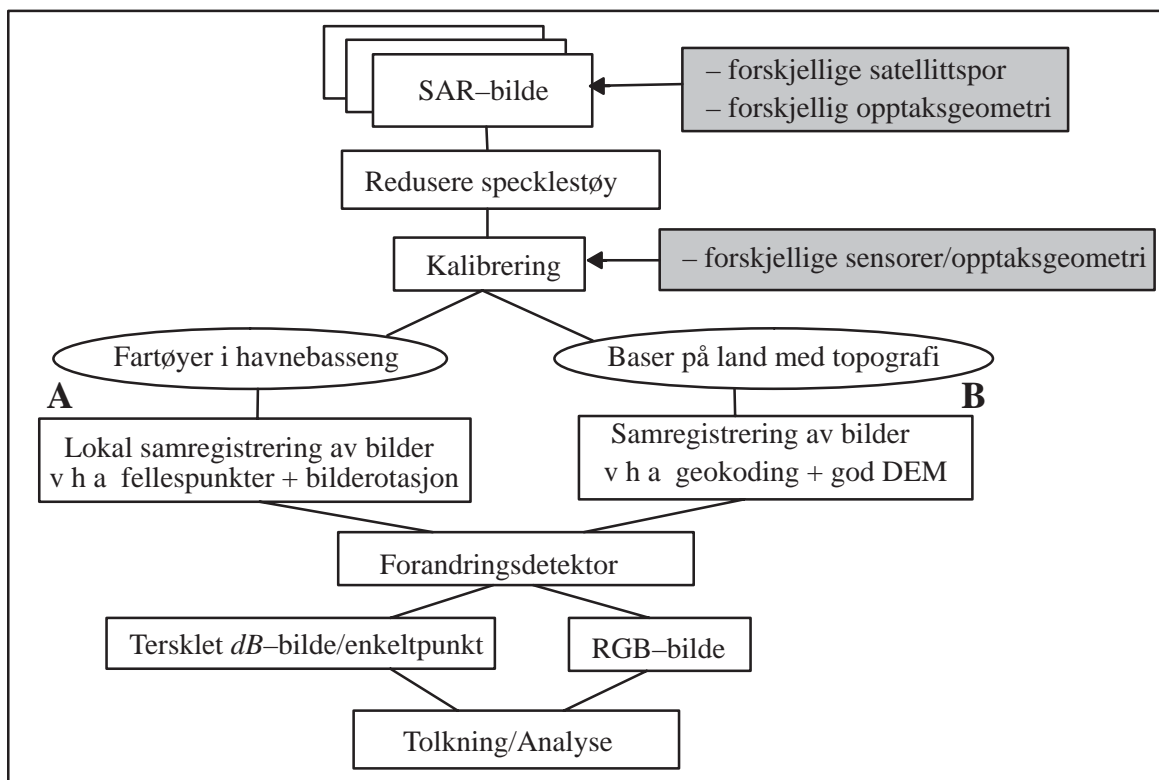 SAR–bilde
– forskjellige satellittspor
– forskjellig opptaksgeometri
Redusere specklestøy
Kalibrering
– forskjellige sensorer/opptaksgeometri
Fartøyer i havnebasseng
Baser på land med topografi
A
B
Lokal samregistrering av bilder
v h a fellespunkter + bilderotasjon
Samregistrering av bilder
v h a geokoding + god DEM
Forandringsdetektor
Tersklet dB–bilde/enkeltpunkt
RGB–bilde
Tolkning/Analyse